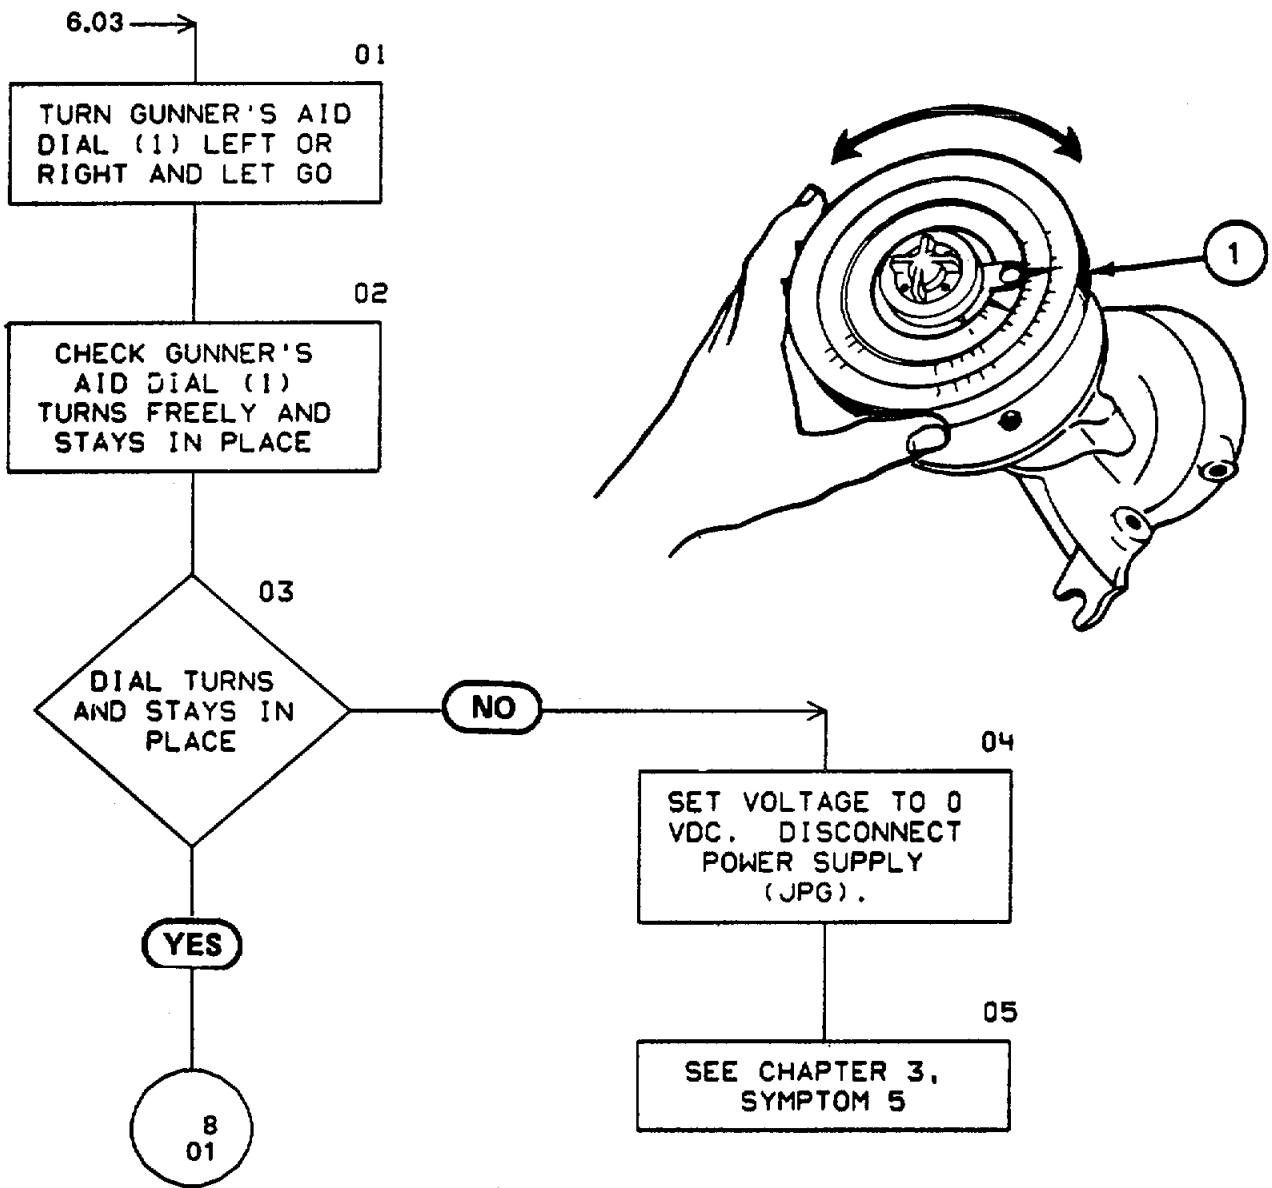 6.03
01
TURN GUNNER'S AID
DIAL (1) LEFT OR
RIGHT AND LET GO
1
02
CHECK GUNNER'S
AID DIAL (1)
TURNS FREELY AND
STAYS IN PLACE
03
DIAL TURNS
AND STAYS IN
PLACE
NO
04
SET VOLTAGE TO 0
VDC. DISCONNECT
POWER SUPPLY
(JPG).
YES
05
SEE CHAPTER 3,
SYMPTOM 5
8
01